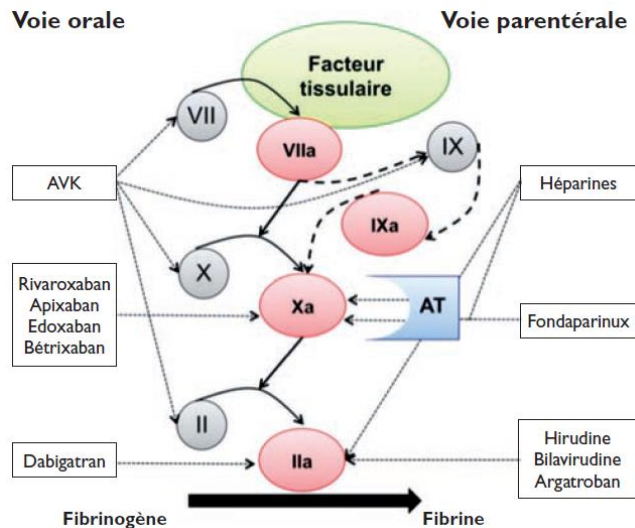 Voie orale
Voie parentérale
Facteur
tissulaire
VII
VIIa
IX
AVK
Héparines
IXa
X
Rivaroxaban
Apixaban
Edoxaban
Bétrixaban
Xa
AT
Fondaparinux
II
Hirudine
Bilavirudine
Argatroban
Dabigatran
IIa
Fibrinogène
Fibrine